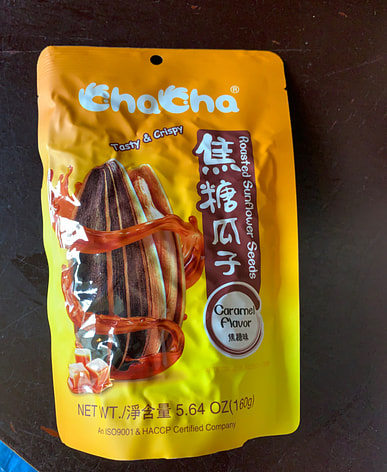 ChaCha®
Tasty & Crispy
焦糖瓜子
Roasted Sunflower Seeds
Caramel
Flavor
焦糖味
NET WT./淨含量 5.64 OZ(160g)
An ISO9001 & HACCP Certified Company